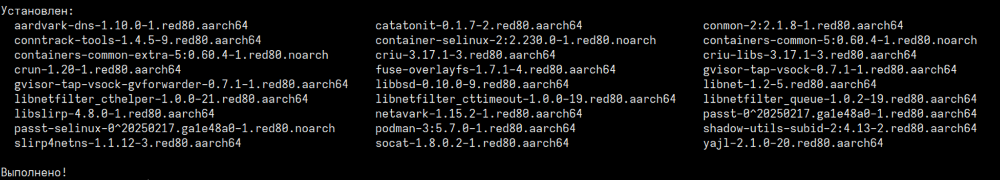 Установлен:
aardvark-dns-1.10.0-1.red80.aarch64 catatonit-0.1.7-2.red80.aarch64 conmon-2:2.1.8-1.red80.aarch64
conntrack-tools-1.4.5-9.red80.aarch64 container-selinux-2:2.230.0-1.red80.noarch containers-common-5:0.60.4-1.red80.noarch
containers-common-extra-5:0.60.4-1.red80.noarch criu-3.17.1-3.red80.aarch64 criu-libs-3.17.1-3.red80.aarch64
crun-1.20-1.red80.aarch64 fuse-overlayfs-1.7.1-4.red80.aarch64 gvisor-tap-vsock-0.7.1-1.red80.aarch64
gvisor-tap-vsock-gvforwarder-0.7.1-1.red80.aarch64 libbsd-0.10.0-9.red80.aarch64 libnet-1.2-5.red80.aarch64
libnetfilter_cthelper-1.0.0-21.red80.aarch64 libnetfilter_cttimeout-1.0.0-19.red80.aarch64 libnetfilter_queue-1.0.2-19.red80.aarch64
libslirp-4.8.0-1.red80.aarch64 netavark-1.15.2-1.red80.aarch64 passt-0^20250217.ga1e48a0-1.red80.aarch64
passt-selinux-0^20250217.ga1e48a0-1.red80.noarch podman-3:5.7.0-1.red80.aarch64 shadow-utils-subid-2:4.13-2.red80.aarch64
slirp4netns-1.1.12-3.red80.aarch64 socat-1.8.0.2-1.red80.aarch64 yajl-2.1.0-20.red80.aarch64
Выполнено!